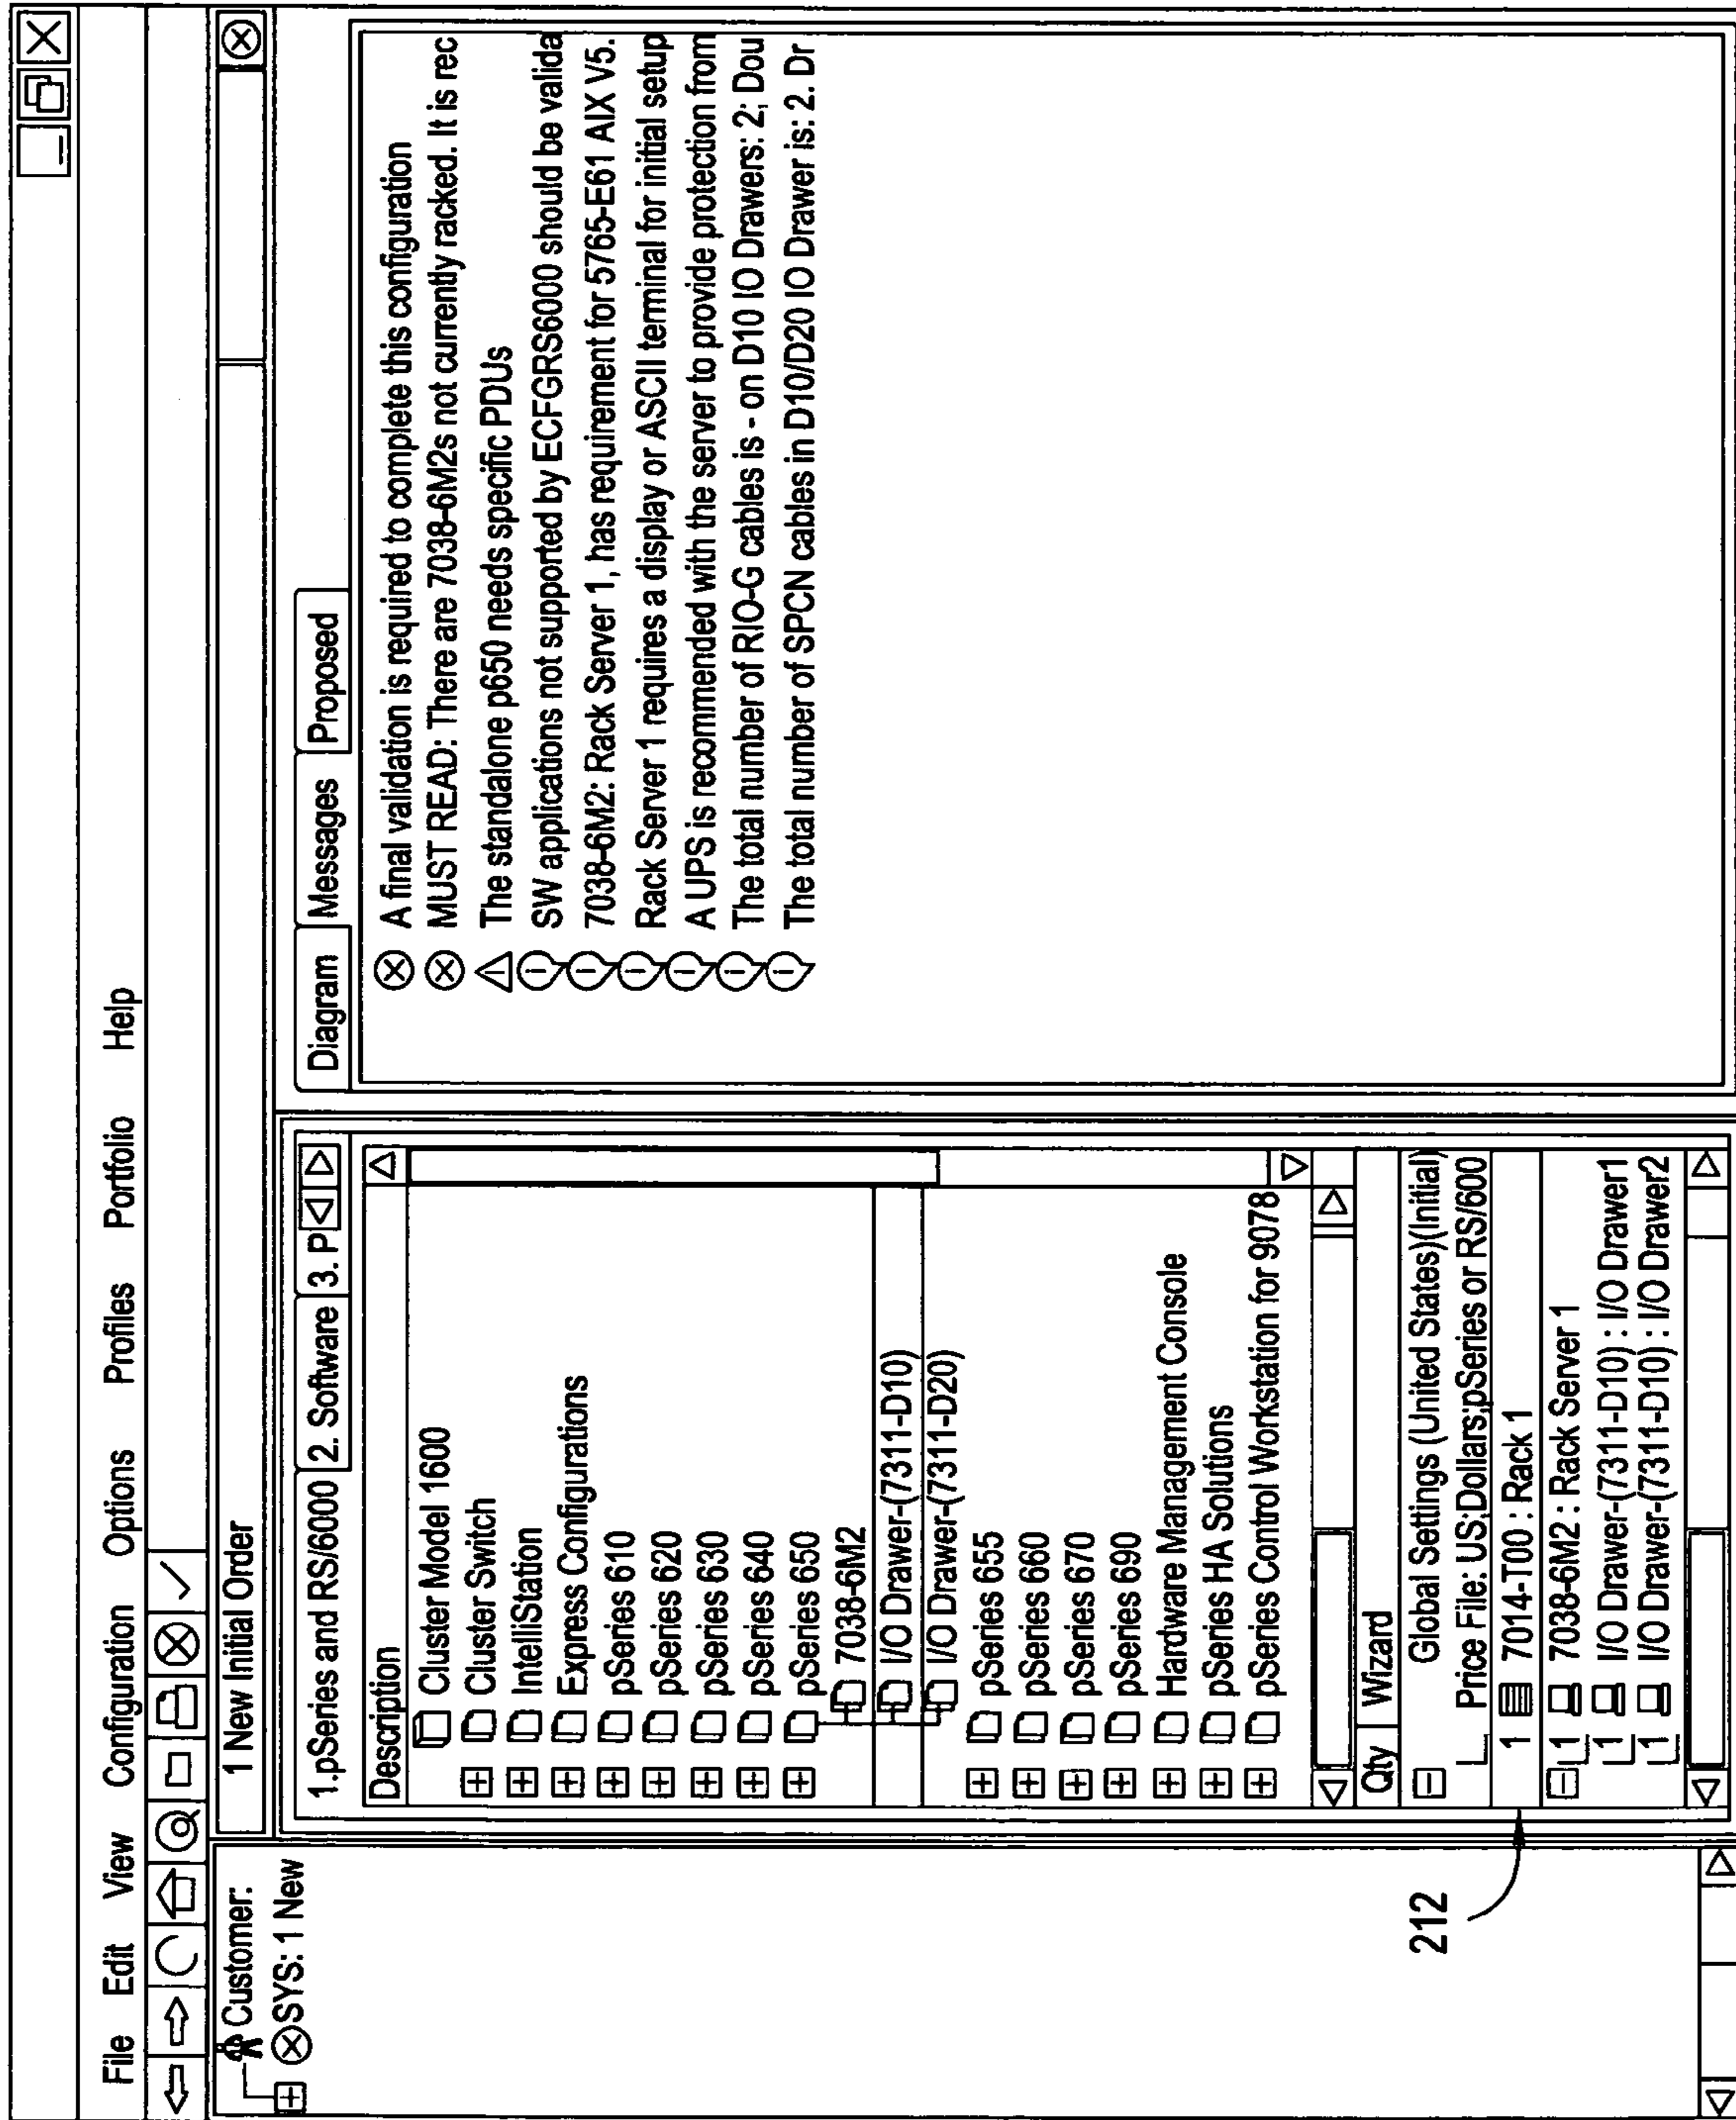 File Edit View Configuration Options Profiles Portfolio Help
Customer:
SYS: 1 New
1 New Initial Order
1.pSeries and RS/6000 2. Software 3. P
Description
Cluster Model 1600
Cluster Switch
IntelliStation
Express Configurations
pSeries 610
pSeries 620
pSeries 630
pSeries 640
pSeries 650
7038-6M2
I/O Drawer-(7311-D10)
I/O Drawer-(7311-D20)
pSeries 655
pSeries 660
pSeries 670
pSeries 690
Hardware Management Console
pSeries HA Solutions
pSeries Control Workstation for 9078
Qty Wizard
Global Settings (United States)(Initial)
Price File: US;Dollars;pSeries or RS/600
1 7014-T00 : Rack 1
1 7038-6M2 : Rack Server 1
1 I/O Drawer-(7311-D10) : I/O Drawer1
1 I/O Drawer-(7311-D10) : I/O Drawer2
212
Diagram Messages Proposed
A final validation is required to complete this configuration
MUST READ: There are 7038-6M2s not currently racked. It is rec
The standalone p650 needs specific PDUs
SW applications not supported by ECFGRS6000 should be valida
7038-6M2: Rack Server 1, has requirement for 5765-E61 AIX V5.
Rack Server 1 requires a display or ASCII terminal for initial setup
A UPS is recommended with the server to provide protection from
The total number of RIO-G cables is - on D10 IO Drawers: 2; Dou
The total number of SPCN cables in D10/D20 IO Drawer is: 2. Dr